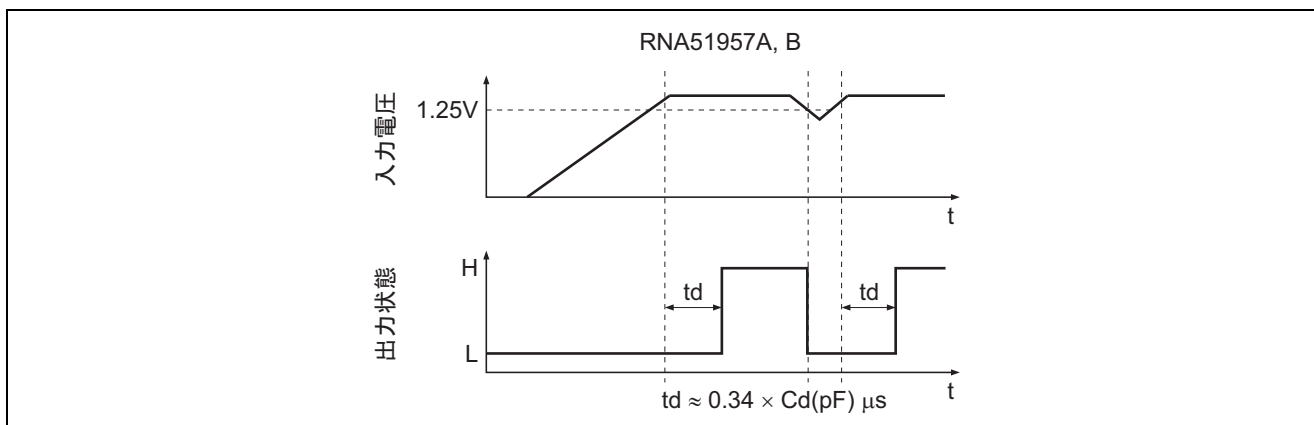 RNA51957A, B
入力電圧
1.25V
t
出力状態
H
td
td
L
t
td ≈ 0.34 × Cd(pF) μs